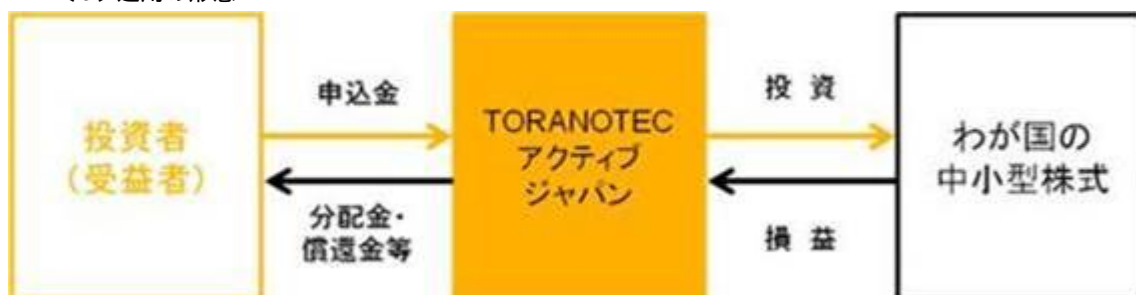 投資者
(受益者)
申込金
分配金・
償還金等
TORANOTEC
アクティブ
ジャパン
投 資
損 益
わが国の
中小型株式